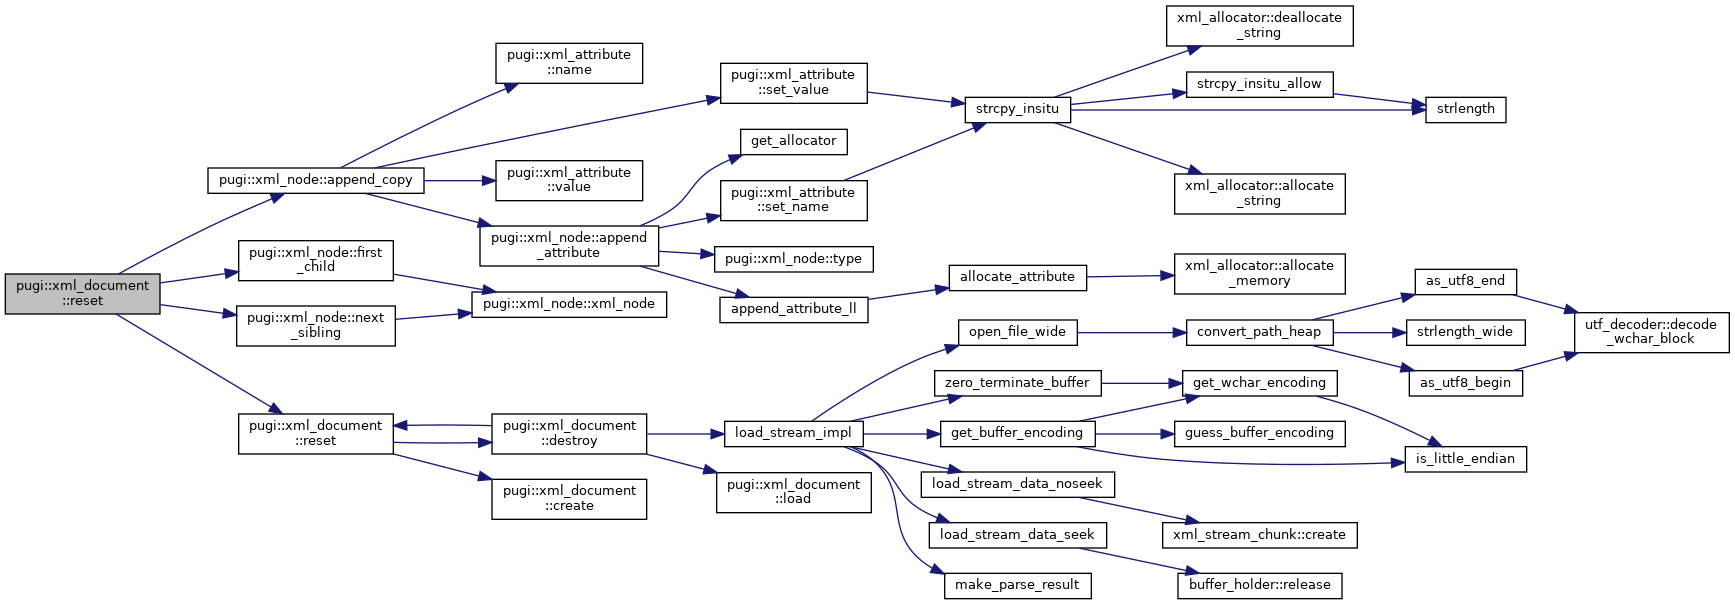 pugi::xml_document
::reset
pugi::xml_node::append_copy
pugi::xml_node::first
_child
pugi::xml_node::next
_sibling
pugi::xml_document
::reset
pugi::xml_attribute
::name
pugi::xml_attribute
::value
pugi::xml_node::append
_attribute
pugi::xml_node::xml_node
pugi::xml_document
::destroy
pugi::xml_document
::create
pugi::xml_attribute
::set_value
get_allocator
pugi::xml_attribute
::set_name
pugi::xml_node::type
append_attribute_ll
load_stream_impl
pugi::xml_document
::load
strcpy_insitu
allocate_attribute
open_file_wide
zero_terminate_buffer
get_buffer_encoding
load_stream_data_noseek
load_stream_data_seek
make_parse_result
xml_allocator::deallocate
_string
strcpy_insitu_allow
xml_allocator::allocate
_string
xml_allocator::allocate
_memory
convert_path_heap
get_wchar_encoding
guess_buffer_encoding
xml_stream_chunk::create
buffer_holder::release
strlength
as_utf8_end
strlength_wide
as_utf8_begin
is_little_endian
utf_decoder::decode
_wchar_block